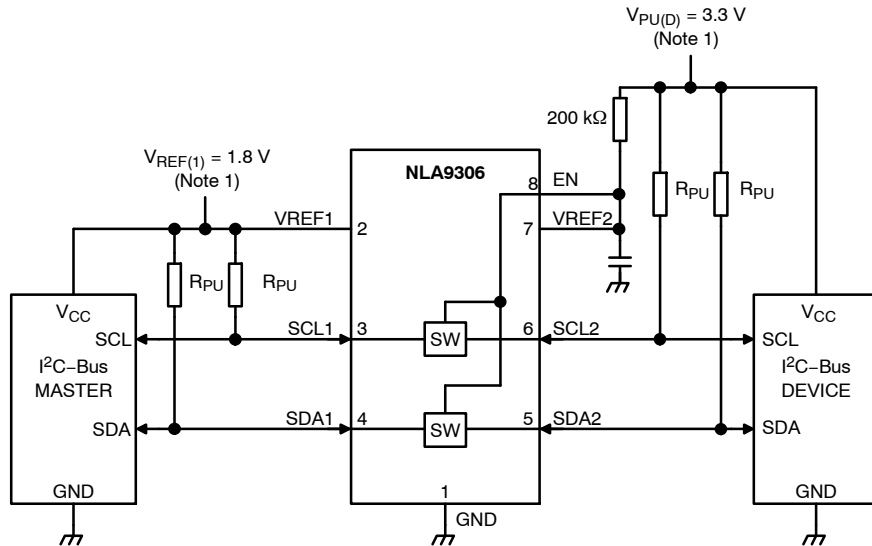 V_PU(D) = 3.3 V
(Note 1)
200 kΩ
V_REF(1) = 1.8 V
(Note 1)
NLA9306
8 EN
R_PU R_PU
VREF1 2
7 VREF2
R_PU R_PU
V_CC
V_CC
SCL
SCL1 3
SW
6 SCL2
SCL
I²C−Bus
MASTER
I²C−Bus
DEVICE
SDA
SDA1 4
SW
5 SDA2
SDA
GND
1
GND
GND